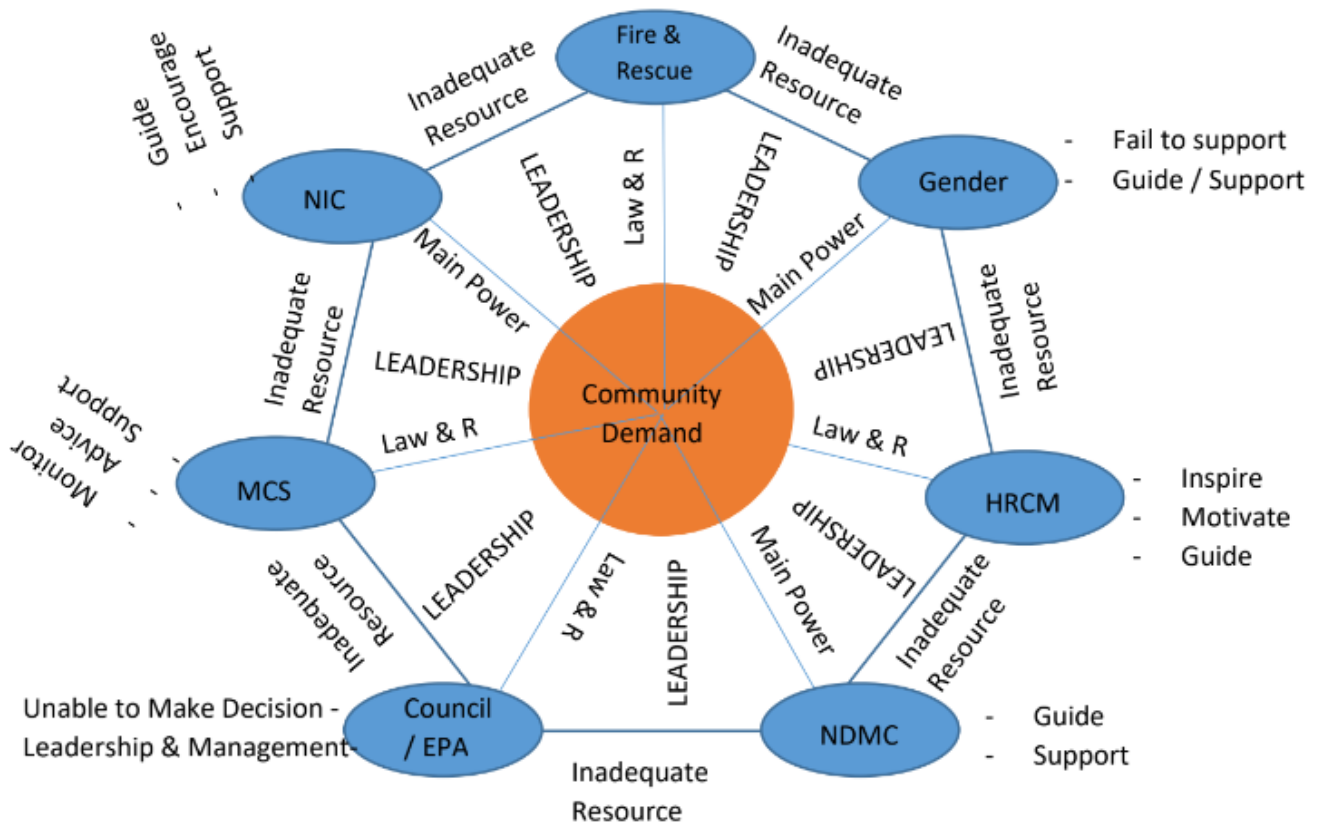 Fire &
Rescue
Inadequate
Resource
Inadequate
Resource
- Support
- Encourage
- Guide
NIC
Gender
- Fail to support
- Guide / Support
LEADERSHIP
Law & R
LEADERSHIP
Main Power
Main Power
Inadequate
Resource
LEADERSHIP
LEADERSHIP
Inadequate
Resource
Community
Demand
Law & R
Law & R
- Support
- Advice
- Monitor
MCS
HRCM
- Inspire
- Motivate
- Guide
LEADERSHIP
LEADERSHIP
Law & R
LEADERSHIP
Main Power
Inadequate
Resource
Inadequate
Resource
Unable to Make Decision -
Leadership & Management-
Council
/ EPA
NDMC
- Guide
- Support
Inadequate
Resource